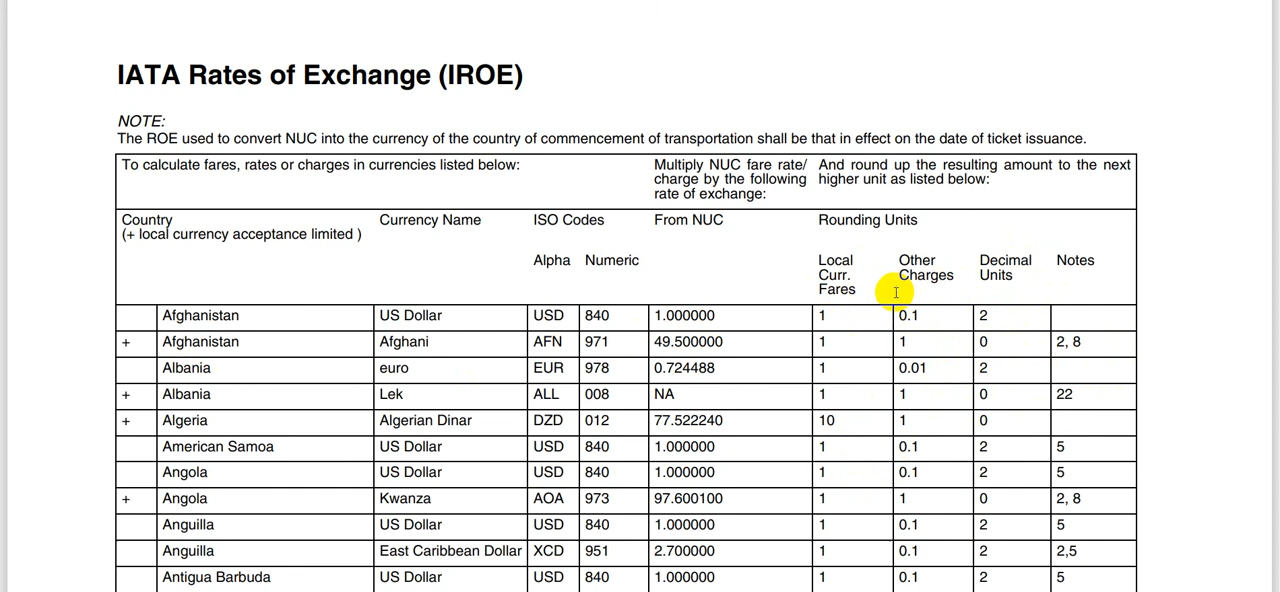 IATA Rates of Exchange (IROE)
NOTE:
The ROE used to convert NUC into the currency of the country of commencement of transportation shall be that in effect on the date of ticket issuance.
To calculate fares, rates or charges in currencies listed below: Multiply NUC fare rate/ And round up the resulting amount to the next
charge by the following higher unit as listed below:
rate of exchange:
Country Currency Name ISO Codes From NUC Rounding Units
(+ local currency acceptance limited )
Alpha Numeric Local Other Decimal Notes
Curr. Charges Units
Fares
Afghanistan US Dollar USD 840 1.000000 1 0.1 2
+ Afghanistan Afghani AFN 971 49.500000 1 1 0 2, 8
Albania euro EUR 978 0.724488 1 0.01 2
+ Albania Lek ALL 008 NA 1 1 0 22
+ Algeria Algerian Dinar DZD 012 77.522240 10 1 0
American Samoa US Dollar USD 840 1.000000 1 0.1 2 5
Angola US Dollar USD 840 1.000000 1 0.1 2 5
+ Angola Kwanza AOA 973 97.600100 1 1 0 2, 8
Anguilla US Dollar USD 840 1.000000 1 0.1 2 5
Anguilla East Caribbean Dollar XCD 951 2.700000 1 0.1 2 2,5
Antigua Barbuda US Dollar USD 840 1.000000 1 0.1 2 5